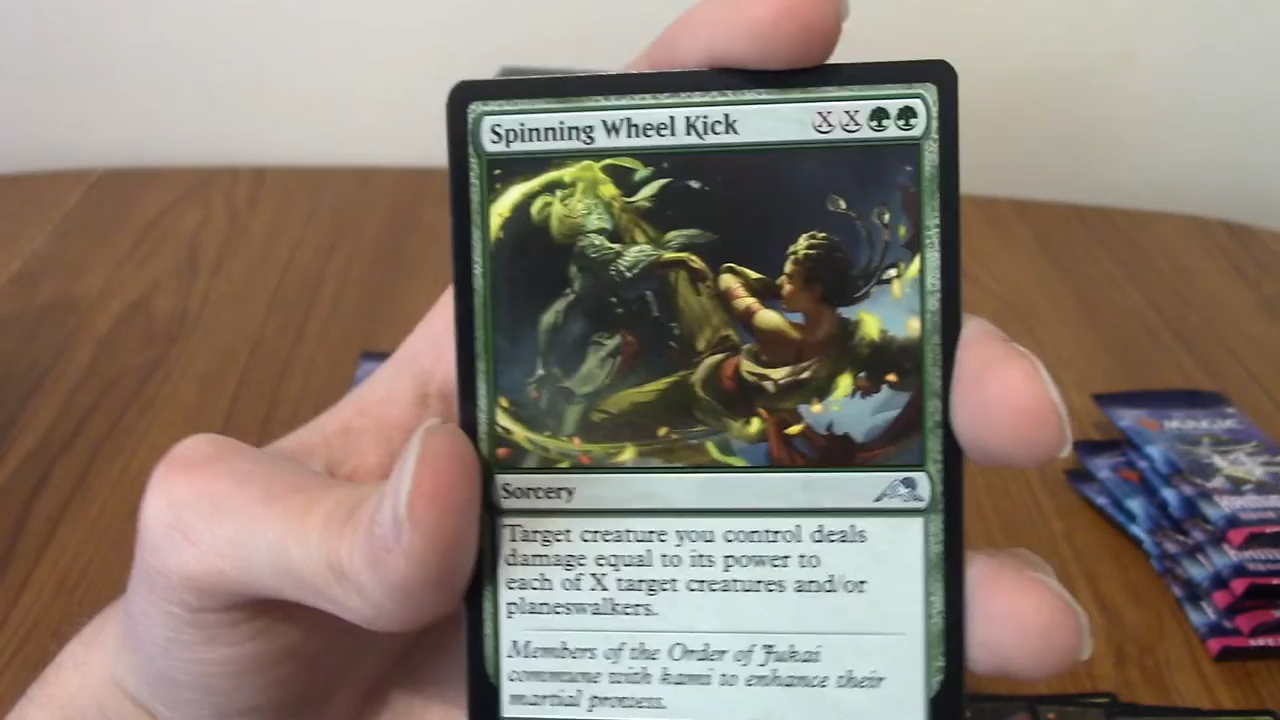 Spinning Wheel Kick X X
Sorcery
Target creature you control deals
damage equal to its power to
each of X target creatures and/or
planeswalkers.
Members of the Order of Jukai
commune with kami to enhance their
martial prowess.
MAGIC